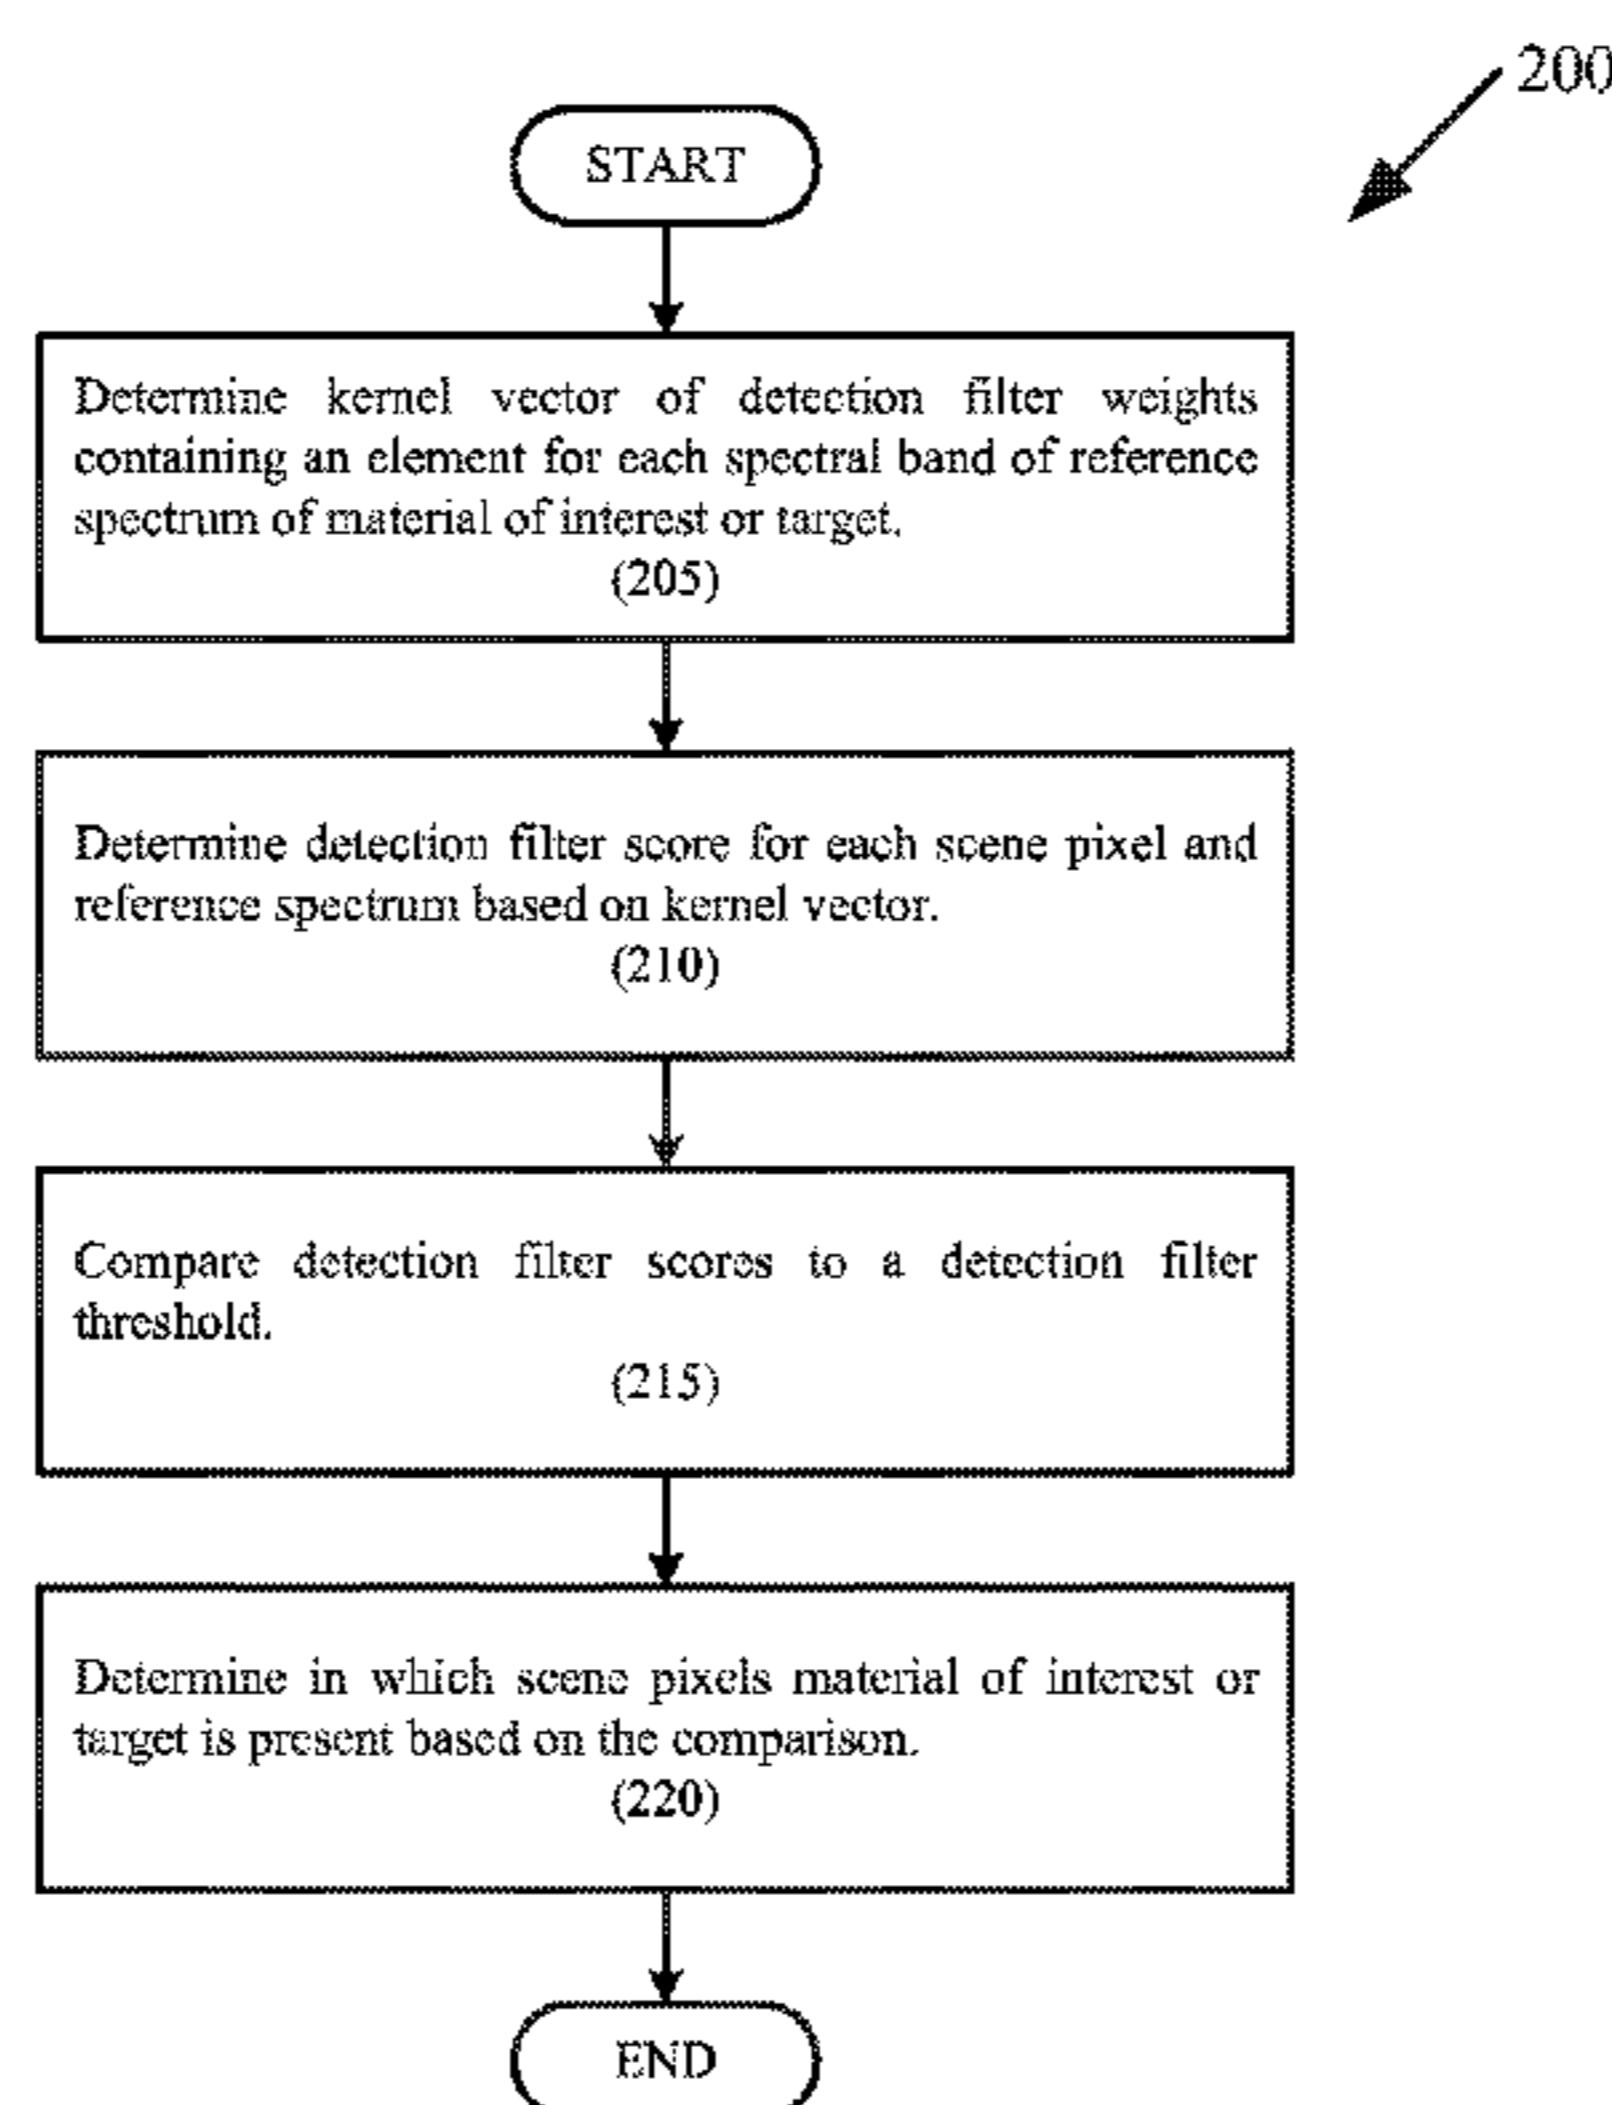 200
START
Determine kernel vector of detection filter weights
containing an element for each spectral band of reference
spectrum of material of interest or target.
(205)
Determine detection filter score for each scene pixel and
reference spectrum based on kernel vector.
(210)
Compare detection filter scores to a detection filter
threshold.
(215)
Determine in which scene pixels material of interest or
target is present based on the comparison.
(220)
END